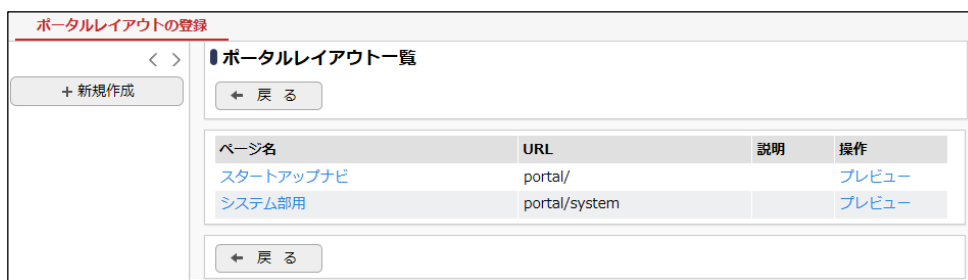 ポータルレイアウトの登録
< >
+ 新規作成
ポータルレイアウト一覧
← 戻 る
ページ名 URL 説明 操作
スタートアップナビ portal/ プレビュー
システム部用 portal/system プレビュー
← 戻 る